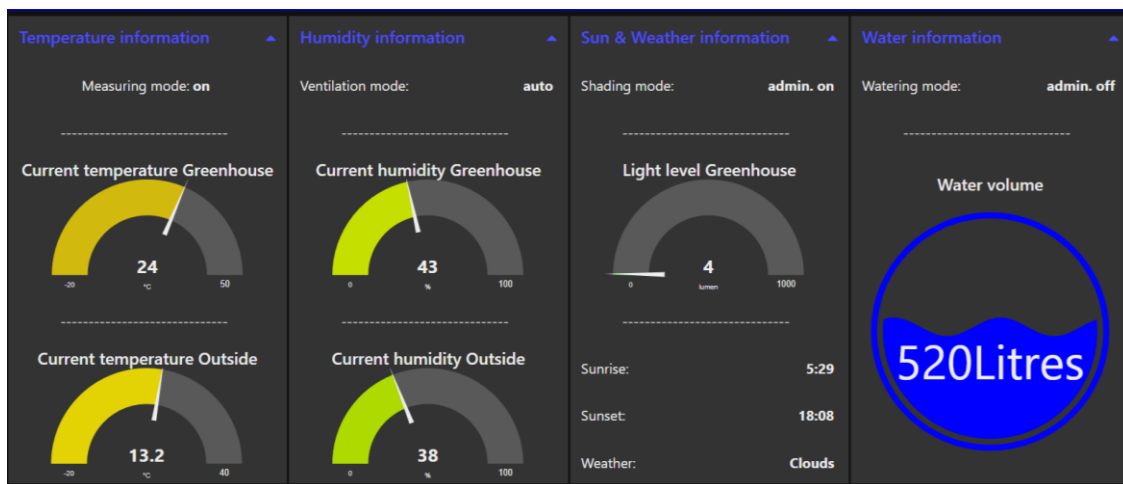 Temperature information
Measuring mode: on
------------------------------
Current temperature Greenhouse
24
-20 °C 50
------------------------------
Current temperature Outside
13.2
-20 °C 40
Humidity information
Ventilation mode: auto
------------------------------
Current humidity Greenhouse
43
0 % 100
------------------------------
Current humidity Outside
38
0 % 100
Sun & Weather information
Shading mode: admin. on
------------------------------
Light level Greenhouse
4
0 lumen 1000
------------------------------
Sunrise: 5:29
Sunset: 18:08
Weather: Clouds
Water information
Watering mode: admin. off
------------------------------
Water volume
520Litres